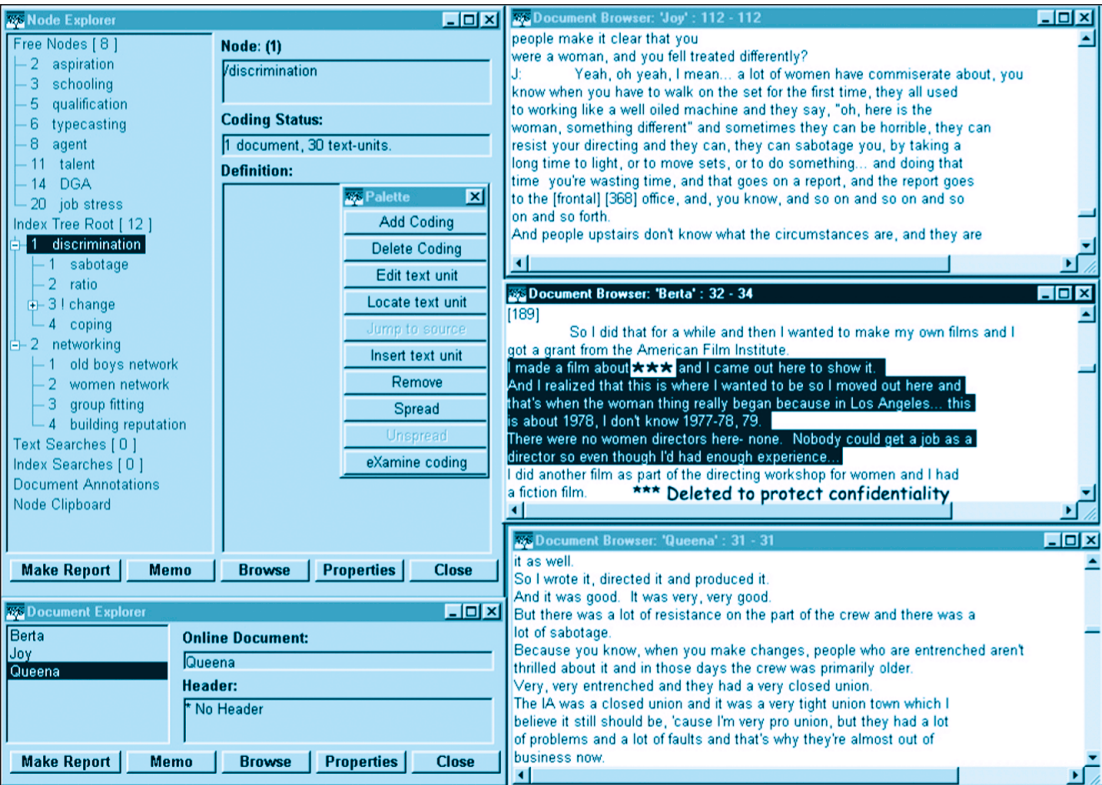 Node Explorer
Free Nodes [ 8 ]
2 aspiration
3 schooling
5 qualification
6 typecasting
8 agent
11 talent
14 DGA
20 job stress
Index Tree Root [ 12 ]
1 discrimination
1 sabotage
2 ratio
3 ! change
4 coping
2 networking
1 old boys network
2 women network
3 group fitting
4 building reputation
Text Searches [ 0 ]
Index Searches [ 0 ]
Document Annotations
Node Clipboard
Node: (1)
/discrimination
Coding Status:
1 document, 30 text-units.
Definition:
Palette
Add Coding
Delete Coding
Edit text unit
Locate text unit
Jump to source
Insert text unit
Remove
Spread
Unspread
eXamine coding
Make Report Memo Browse Properties Close
Document Explorer
Berta
Joy
Queena
Online Document:
Queena
Header:
* No Header
Make Report Memo Browse Properties Close
Document Browser: 'Joy' : 112 - 112
people make it clear that you
were a woman, and you fell treated differently?
J: Yeah, oh yeah, I mean... a lot of women have commiserate about, you
know when you have to walk on the set for the first time, they all used
to working like a well oiled machine and they say, "oh, here is the
woman, something different" and sometimes they can be horrible, they can
resist your directing and they can, they can sabotage you, by taking a
long time to light, or to move sets, or to do something... and doing that
time you're wasting time, and that goes on a report, and the report goes
to the [frontal] [368] office, and, you know, and so on and so on and so
on and so forth.
And people upstairs don't know what the circumstances are, and they are
Document Browser: 'Berta' : 32 - 34
[189]
So I did that for a while and then I wanted to make my own films and I
got a grant from the American Film Institute.
I made a film about *** and I came out here to show it.
And I realized that this is where I wanted to be so I moved out here and
that's when the woman thing really began because in Los Angeles... this
is about 1978, I don't know 1977-78, 79.
There were no women directors here- none. Nobody could get a job as a
director so even though I'd had enough experience...
I did another film as part of the directing workshop for women and I had
a fiction film. *** Deleted to protect confidentiality
Document Browser: 'Queena' : 31 - 31
it as well.
So I wrote it, directed it and produced it.
And it was good. It was very, very good.
But there was a lot of resistance on the part of the crew and there was a
lot of sabotage.
Because you know, when you make changes, people who are entrenched aren't
thrilled about it and in those days the crew was primarily older.
Very, very entrenched and they had a very closed union.
The IA was a closed union and it was a very tight union town which I
believe it still should be, 'cause I'm very pro union, but they had a lot
of problems and a lot of faults and that's why they're almost out of
business now.